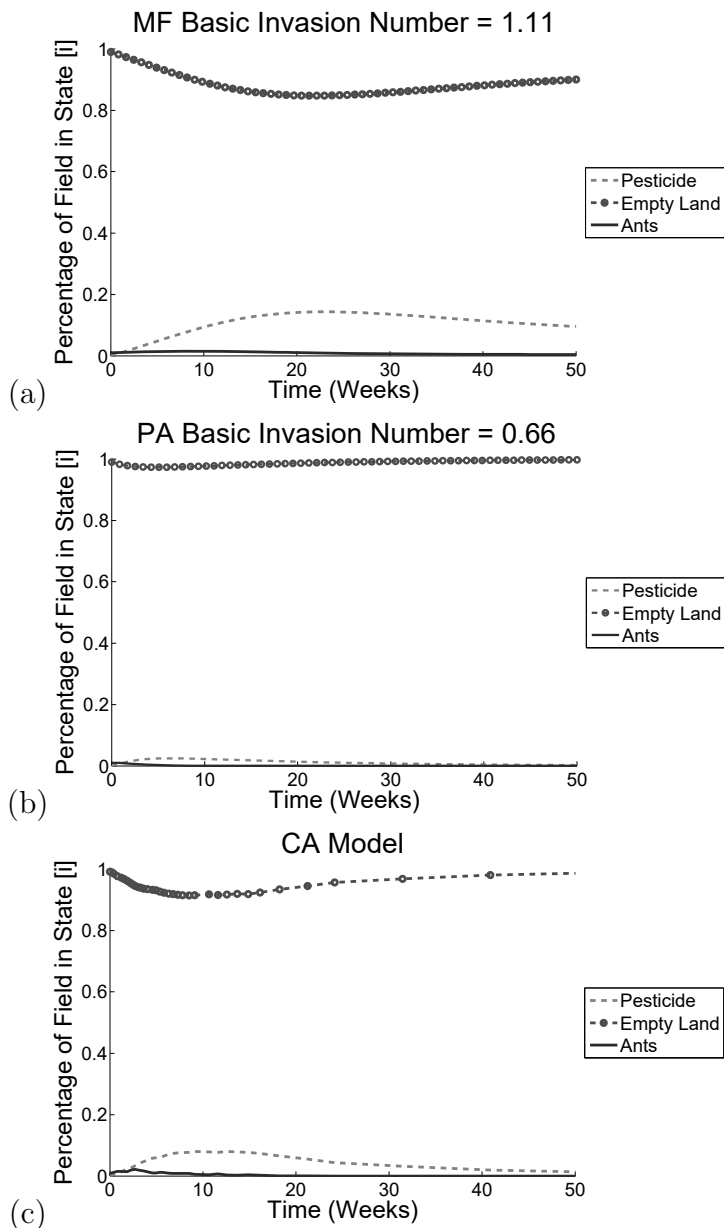 MF Basic Invasion Number = 1.11
Percentage of Field in State [i]
1
0.8
0.6
0.4
0.2
0
0 10 20 30 40 50
Time (Weeks)
Pesticide
Empty Land
Ants
(a)
PA Basic Invasion Number = 0.66
Percentage of Field in State [i]
1
0.8
0.6
0.4
0.2
0
0 10 20 30 40 50
Time (Weeks)
Pesticide
Empty Land
Ants
(b)
CA Model
Percentage of Field in State [i]
1
0.8
0.6
0.4
0.2
0
0 10 20 30 40 50
Time (Weeks)
Pesticide
Empty Land
Ants
(c)